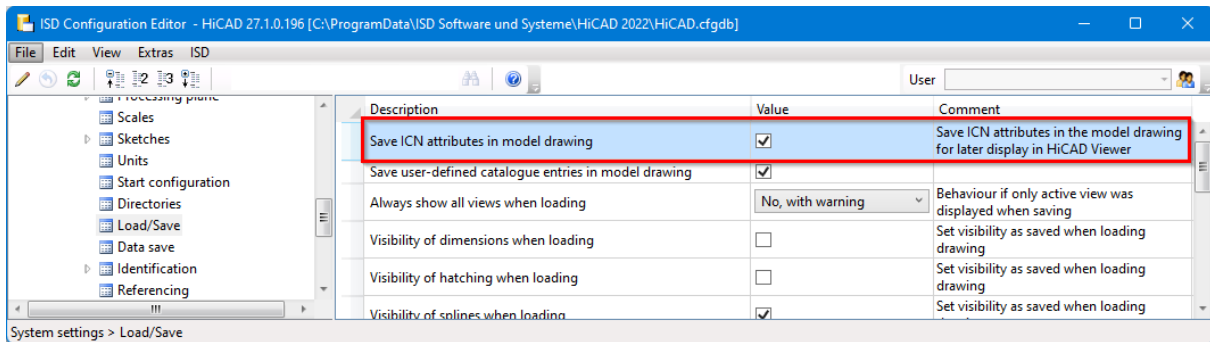 ISD Configuration Editor - HiCAD 27.1.0.196 [C:\ProgramData\ISD Software und Systeme\HiCAD 2022\HiCAD.cfgdb]
File Edit View Extras ISD
User
Processing plane
Scales
Sketches
Units
Start configuration
Directories
Load/Save
Data save
Identification
Referencing
Description Value Comment
Save ICN attributes in model drawing
Save ICN attributes in the model drawing
for later display in HiCAD Viewer
Save user-defined catalogue entries in model drawing
Always show all views when loading
No, with warning
Behaviour if only active view was
displayed when saving
Visibility of dimensions when loading
Set visibility as saved when loading
drawing
Visibility of hatching when loading
Set visibility as saved when loading
drawing
Visibility of splines when loading
Set visibility as saved when loading
System settings > Load/Save